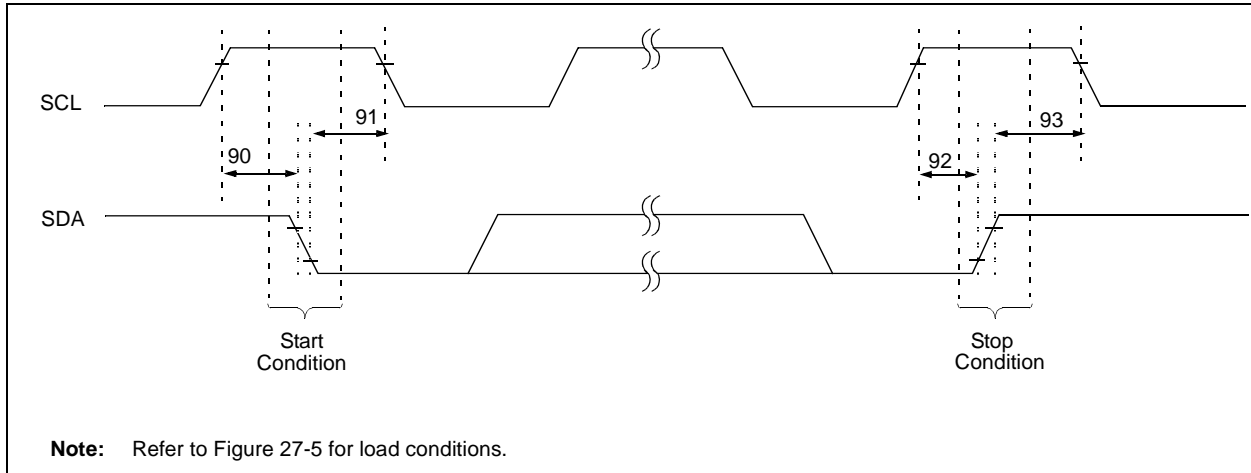 SCL
91
93
90
92
SDA
Start
Condition
Stop
Condition
Note: Refer to Figure 27-5 for load conditions.